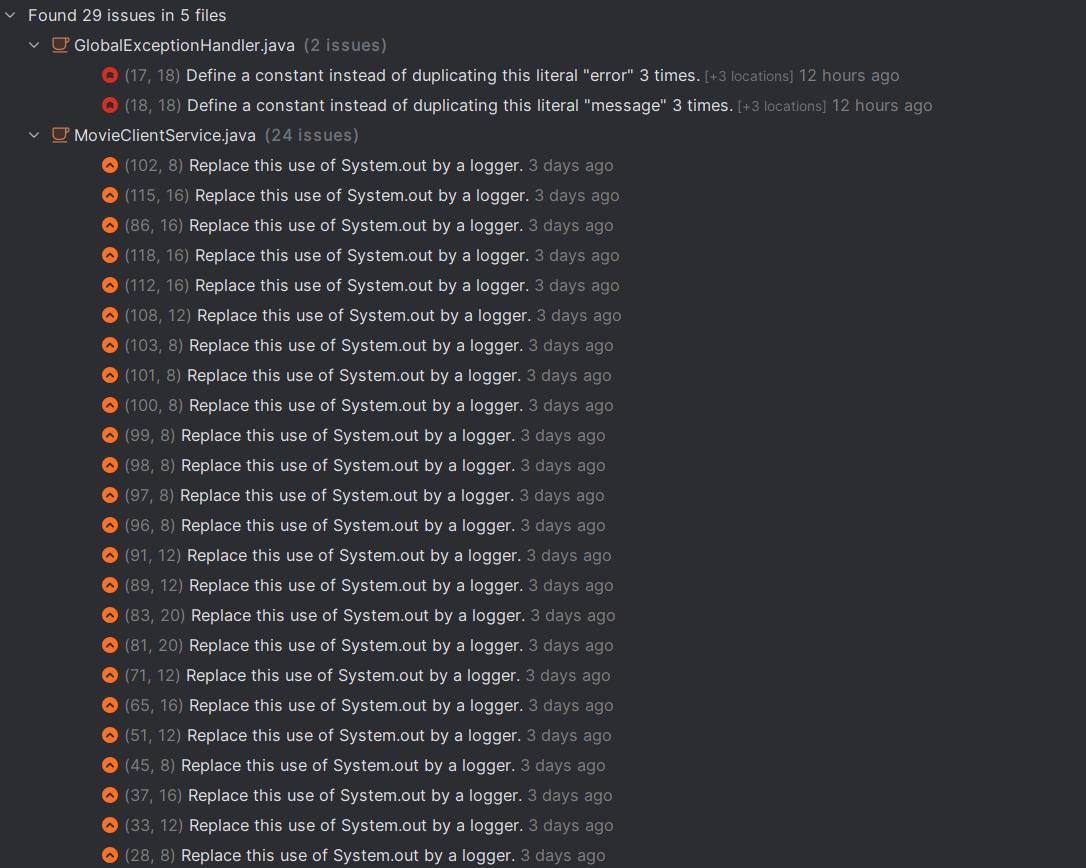 Found 29 issues in 5 files
GlobalExceptionHandler.java (2 issues)
(17, 18) Define a constant instead of duplicating this literal "error" 3 times. [+3 locations] 12 hours ago
(18, 18) Define a constant instead of duplicating this literal "message" 3 times. [+3 locations] 12 hours ago
MovieClientService.java (24 issues)
(102, 8) Replace this use of System.out by a logger. 3 days ago
(115, 16) Replace this use of System.out by a logger. 3 days ago
(86, 16) Replace this use of System.out by a logger. 3 days ago
(118, 16) Replace this use of System.out by a logger. 3 days ago
(112, 16) Replace this use of System.out by a logger. 3 days ago
(108, 12) Replace this use of System.out by a logger. 3 days ago
(103, 8) Replace this use of System.out by a logger. 3 days ago
(101, 8) Replace this use of System.out by a logger. 3 days ago
(100, 8) Replace this use of System.out by a logger. 3 days ago
(99, 8) Replace this use of System.out by a logger. 3 days ago
(98, 8) Replace this use of System.out by a logger. 3 days ago
(97, 8) Replace this use of System.out by a logger. 3 days ago
(96, 8) Replace this use of System.out by a logger. 3 days ago
(91, 12) Replace this use of System.out by a logger. 3 days ago
(89, 12) Replace this use of System.out by a logger. 3 days ago
(83, 20) Replace this use of System.out by a logger. 3 days ago
(81, 20) Replace this use of System.out by a logger. 3 days ago
(71, 12) Replace this use of System.out by a logger. 3 days ago
(65, 16) Replace this use of System.out by a logger. 3 days ago
(51, 12) Replace this use of System.out by a logger. 3 days ago
(45, 8) Replace this use of System.out by a logger. 3 days ago
(37, 16) Replace this use of System.out by a logger. 3 days ago
(33, 12) Replace this use of System.out by a logger. 3 days ago
(28, 8) Replace this use of System.out by a logger. 3 days ago